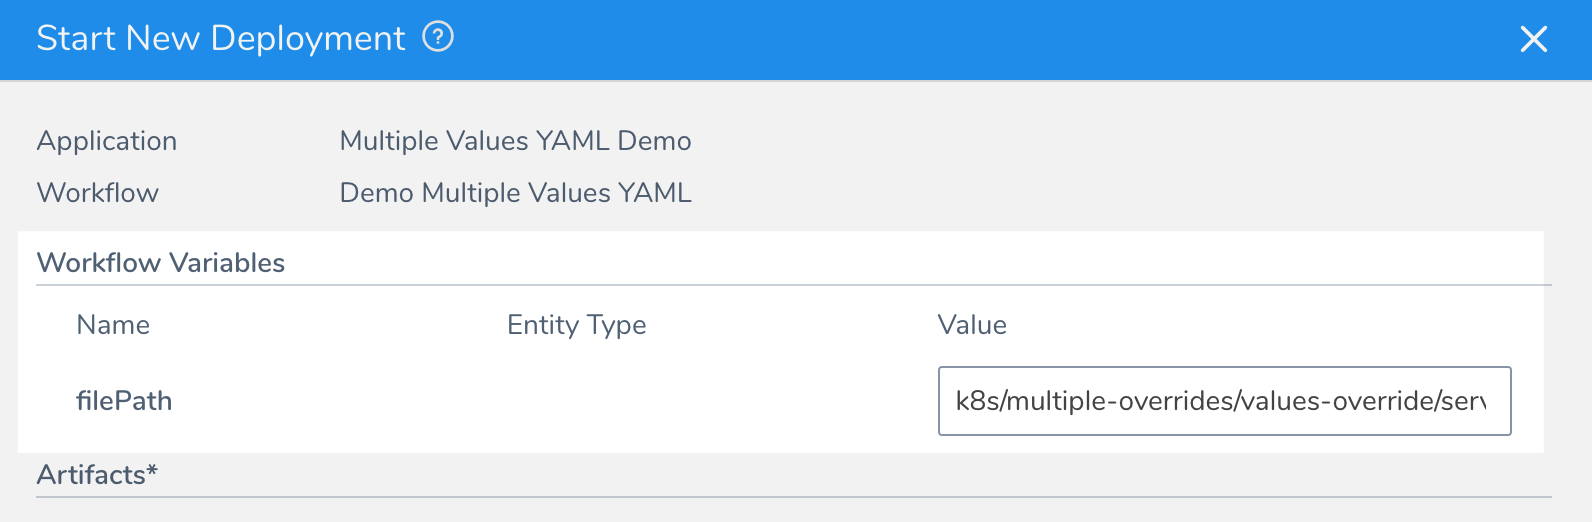 Start New Deployment ?
Application Multiple Values YAML Demo
Workflow Demo Multiple Values YAML
Workflow Variables
Name Entity Type Value
filePath k8s/multiple-overrides/values-override/serv
Artifacts*